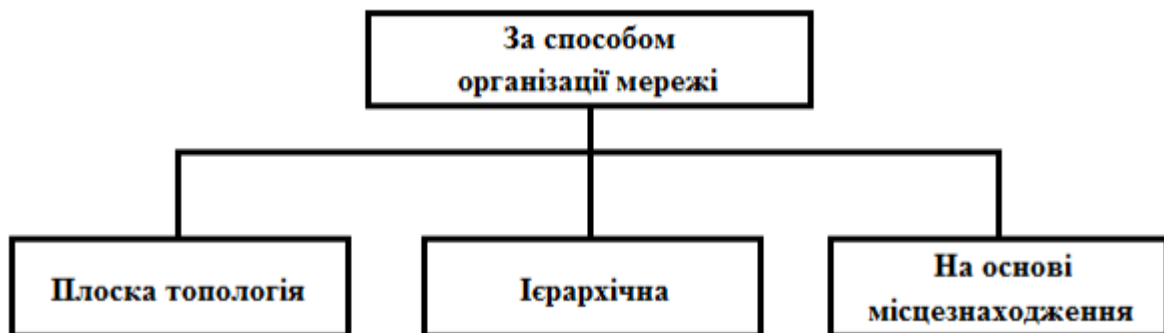 За способом
організації мережі
Плоска топологія
Ієрархічна
На основі
місцезнаходження